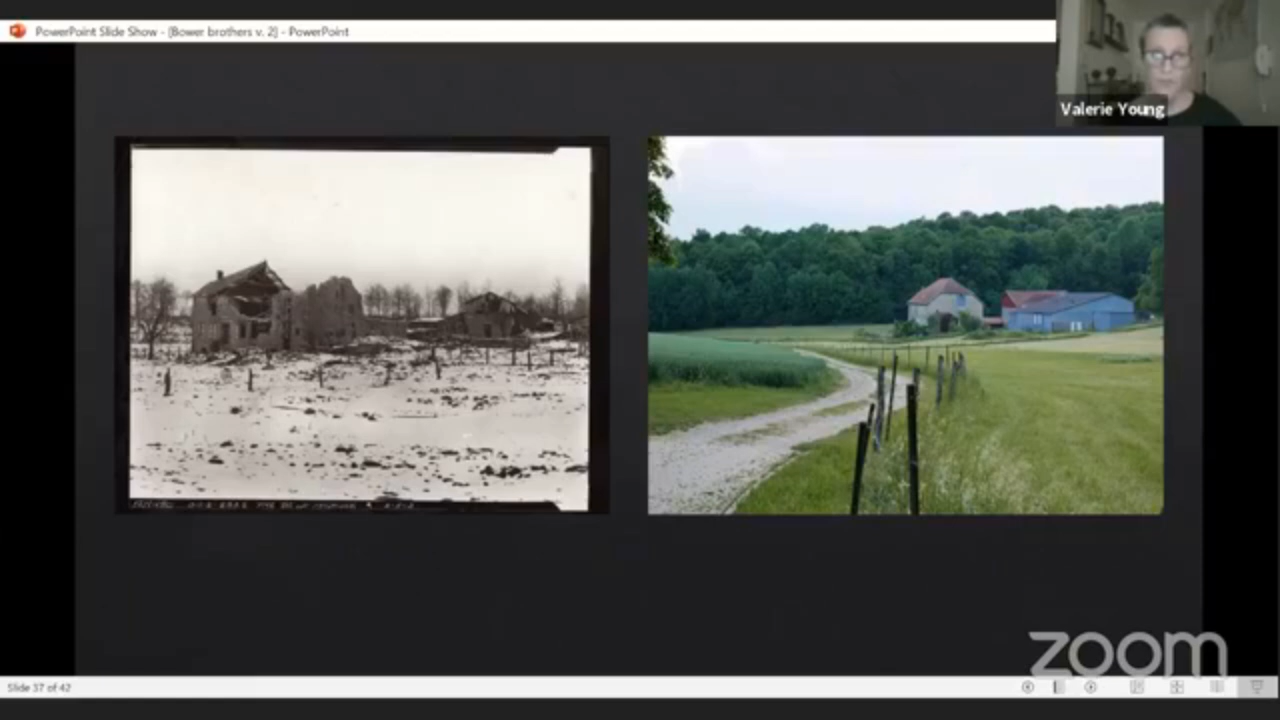 PowerPoint Slide Show - [Bower brothers v. 2] - PowerPoint
Valerie Young
zoom
Slide 37 of 42